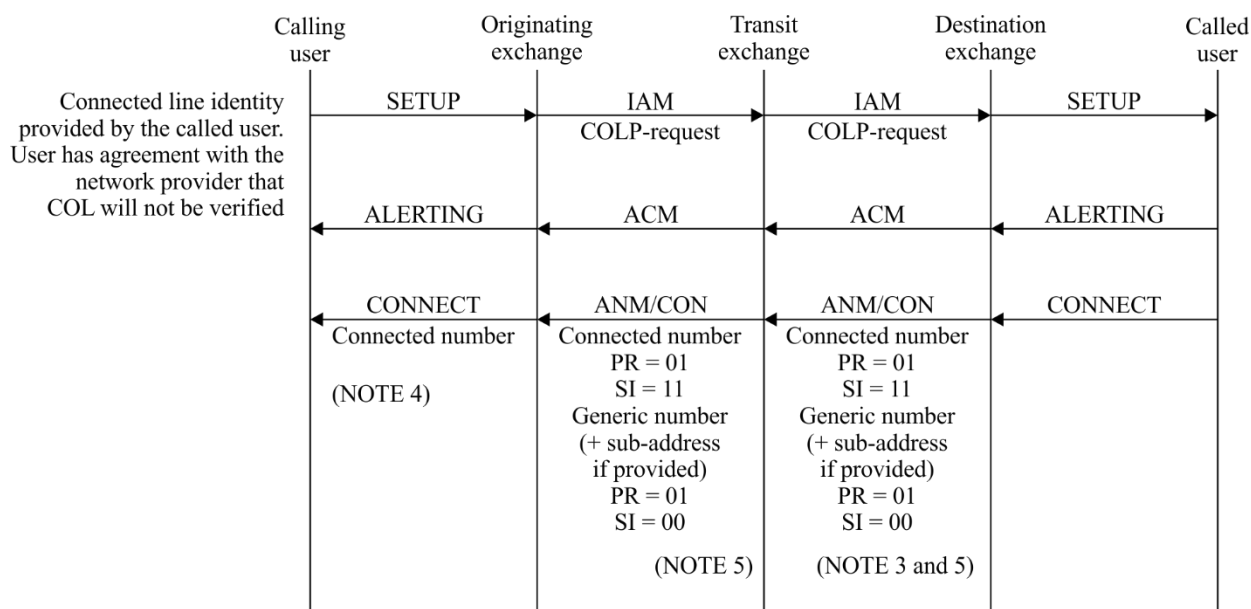 Calling
user
Originating
exchange
Transit
exchange
Destination
exchange
Called
user
Connected line identity
provided by the called user.
User has agreement with the
network provider that
COL will not be verified
SETUP
IAM
COLP-request
IAM
COLP-request
SETUP
ALERTING
ACM
ACM
ALERTING
CONNECT
Connected number
(NOTE 4)
ANM/CON
Connected number
PR = 01
SI = 11
Generic number
(+ sub-address
if provided)
PR = 01
SI = 00
(NOTE 5)
ANM/CON
Connected number
PR = 01
SI = 11
Generic number
(+ sub-address
if provided)
PR = 01
SI = 00
(NOTE 3 and 5)
CONNECT